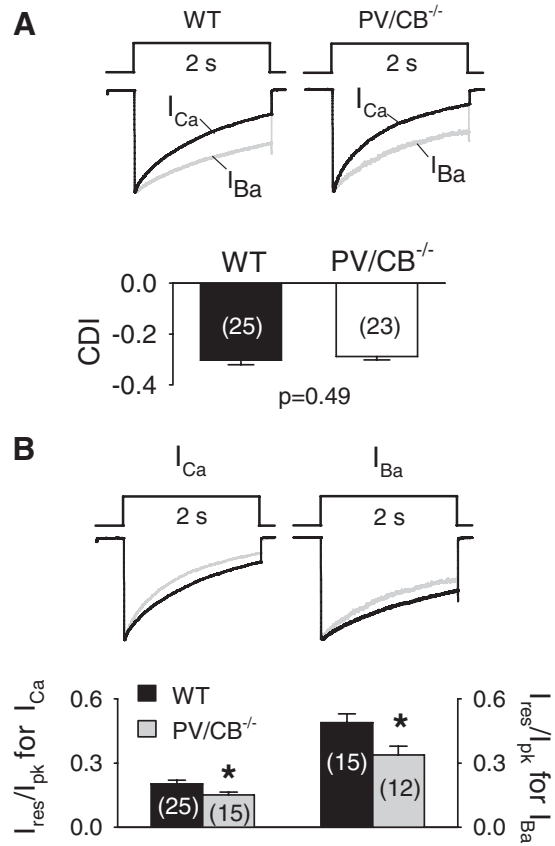 A
WT PV/CB-/-
2 s 2 s
ICa ICa
IBa IBa
WT PV/CB-/-
0.0
-0.2
-0.4
CDI
(25) (23)
p=0.49
B
ICa IBa
2 s 2 s
Ires/Ipk for ICa
0.6
0.3
0.0
WT
PV/CB-/-
(25) * (15)
(15) * (12)
0.6
0.3
0.0
Ires/Ipk for IBa